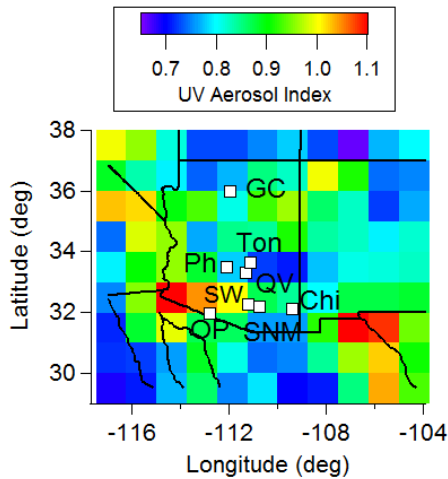 0.7 0.8 0.9 1.0 1.1
UV Aerosol Index
38
36
34
32
30
Latitude (deg)
GC
Ton
Ph
QV
SW
Chi
OP
SNM
-116 -112 -108 -104
Longitude (deg)